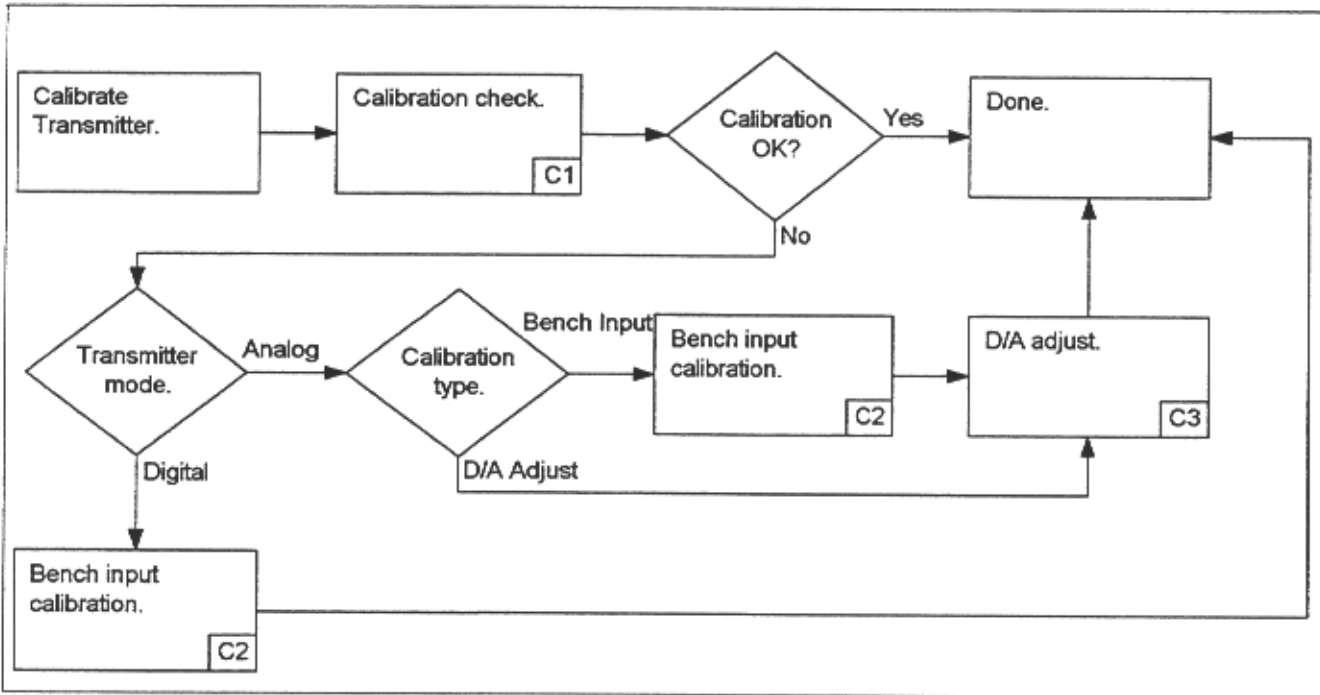 Calibrate
Transmitter.
Calibration check.
C1
Calibration
OK?
Yes
Done.
No
Transmitter
mode.
Analog
Calibration
type.
Bench Input
Bench input
calibration.
C2
D/A adjust.
C3
Digital
D/A Adjust
Bench input
calibration.
C2